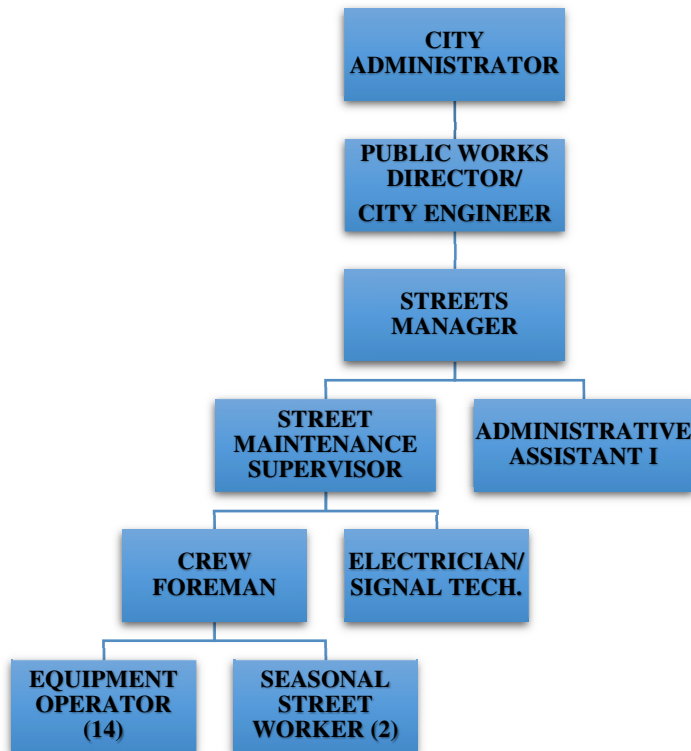 CITY
ADMINISTRATOR
PUBLIC WORKS
DIRECTOR/
CITY ENGINEER
STREETS
MANAGER
STREET
MAINTENANCE
SUPERVISOR
ADMINISTRATIVE
ASSISTANT I
CREW
FOREMAN
ELECTRICIAN/
SIGNAL TECH.
EQUIPMENT
OPERATOR
(14)
SEASONAL
STREET
WORKER (2)